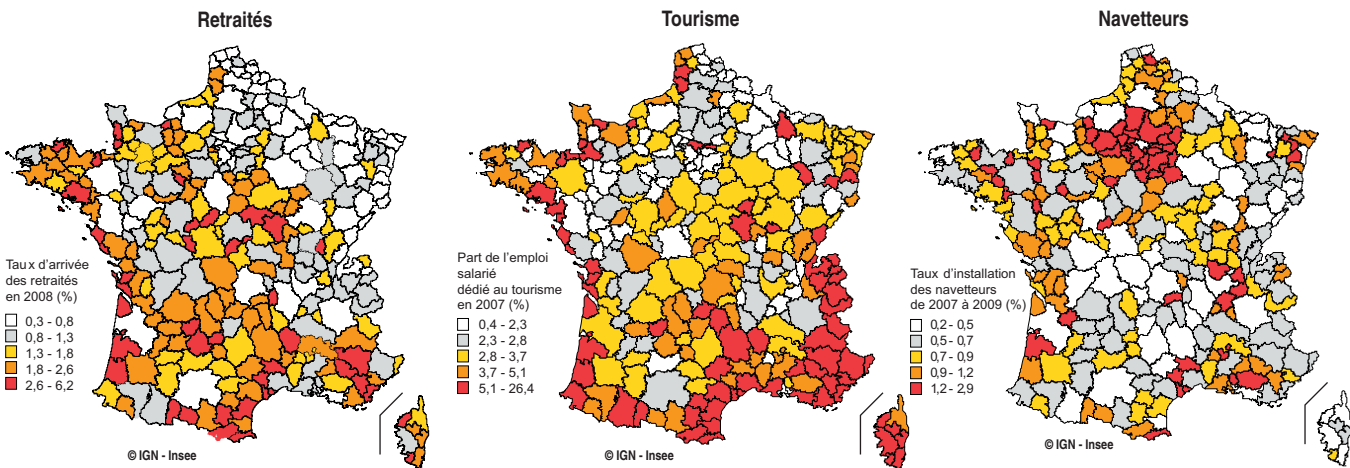 Retraités
Taux d'arrivée
des retraités
en 2008 (%)
0,3 - 0,8
0,8 - 1,3
1,3 - 1,8
1,8 - 2,6
2,6 - 6,2
© IGN - Insee
Tourisme
Part de l'emploi
salarié
dédié au tourisme
en 2007 (%)
0,4 - 2,3
2,3 - 2,8
2,8 - 3,7
3,7 - 5,1
5,1 - 26,4
© IGN - Insee
Navetteurs
Taux d'installation
des navetteurs
de 2007 à 2009 (%)
0,2 - 0,5
0,5 - 0,7
0,7 - 0,9
0,9 - 1,2
1,2 - 2,9
© IGN - Insee